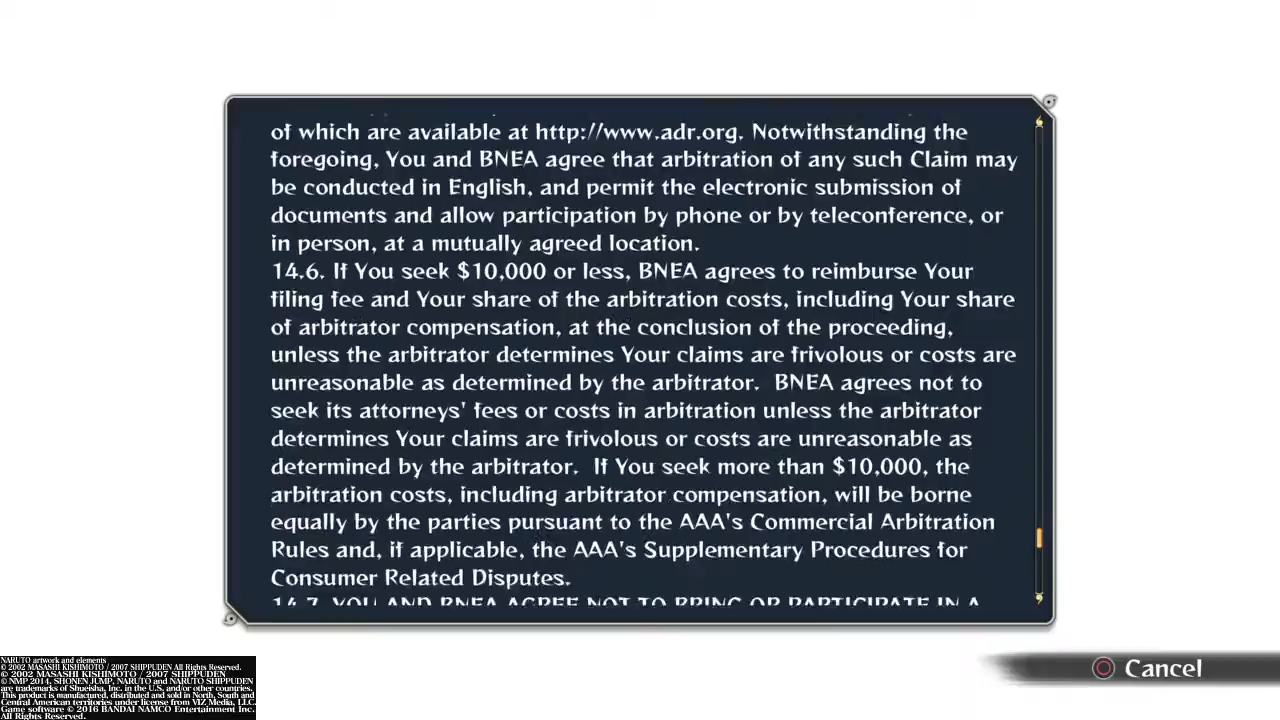 of which are available at http://www.adr.org. Notwithstanding the
foregoing, You and BNEA agree that arbitration of any such Claim may
be conducted in English, and permit the electronic submission of
documents and allow participation by phone or by teleconference, or
in person, at a mutually agreed location.
14.6. If You seek $10,000 or less, BNEA agrees to reimburse Your
filing fee and Your share of the arbitration costs, including Your share
of arbitrator compensation, at the conclusion of the proceeding,
unless the arbitrator determines Your claims are frivolous or costs are
unreasonable as determined by the arbitrator.  BNEA agrees not to
seek its attorneys' fees or costs in arbitration unless the arbitrator
determines Your claims are frivolous or costs are unreasonable as
determined by the arbitrator.  If You seek more than $10,000, the
arbitration costs, including arbitrator compensation, will be borne
equally by the parties pursuant to the AAA's Commercial Arbitration
Rules and, if applicable, the AAA's Supplementary Procedures for
Consumer Related Disputes.
14.7. YOU AND BNEA AGREE NOT TO BRING OR PARTICIPATE IN A
Cancel
NARUTO artwork and elements
© 2002 MASASHI KISHIMOTO / 2007 SHIPPUDEN All Rights Reserved.
© 2002 MASASHI KISHIMOTO / 2007 SHIPPUDEN
© NMP 2014, SHONEN JUMP, NARUTO and NARUTO SHIPPUDEN
are trademarks of Shueisha, Inc. in the U.S. and/or other countries.
This product is manufactured, distributed and sold in North, South and
Central American territories under license from VIZ Media, LLC.
Game software © 2016 BANDAI NAMCO Entertainment Inc.
All Rights Reserved.